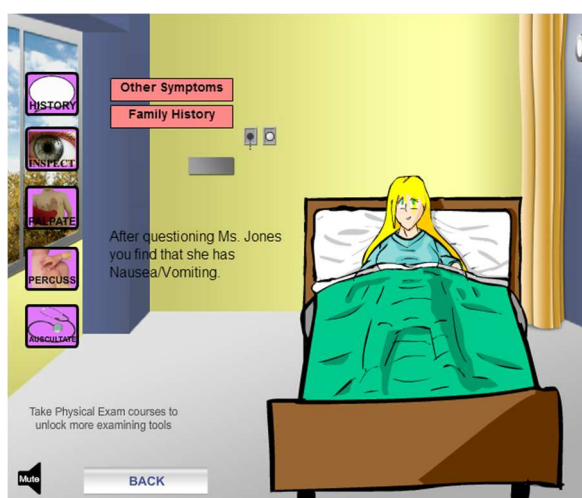 HISTORY
INSPECT
PALPATE
PERCUSS
AUSCULTATE
Other Symptoms
Family History
After questioning Ms. Jones
you find that she has
Nausea/Vomiting.
Take Physical Exam courses to
unlock more examining tools
Mute
BACK